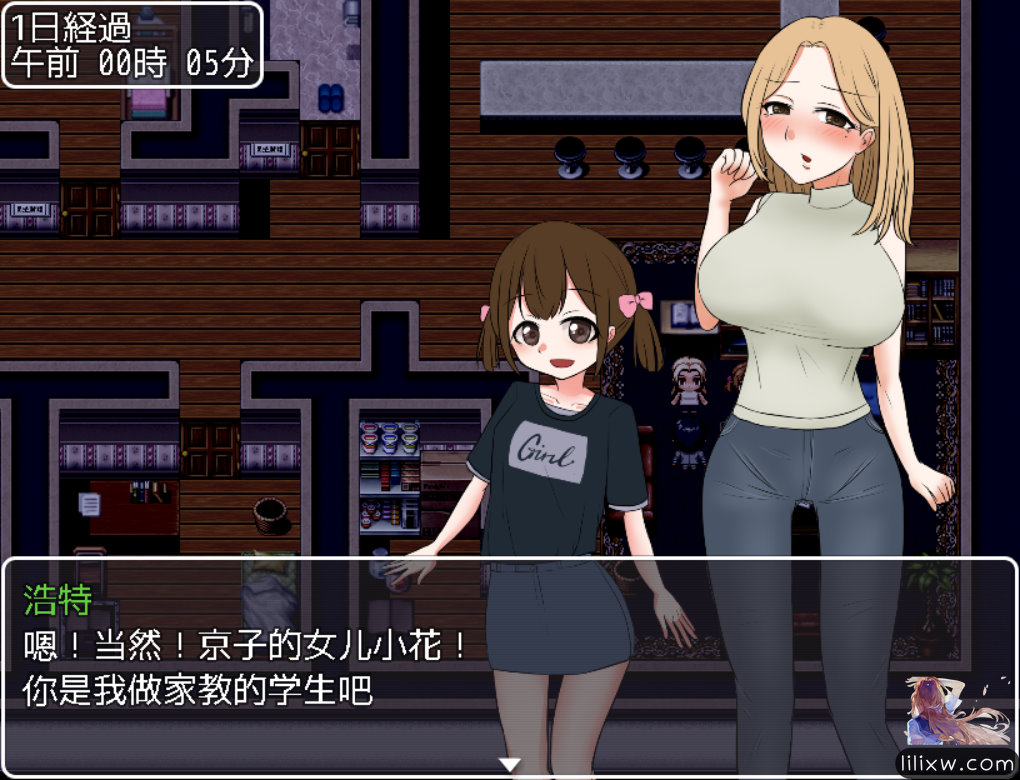 1日経過
午前 00時 05分
Girl
浩特
嗯！当然！京子的女儿小花！
你是我做家教的学生吧
lilixw.com